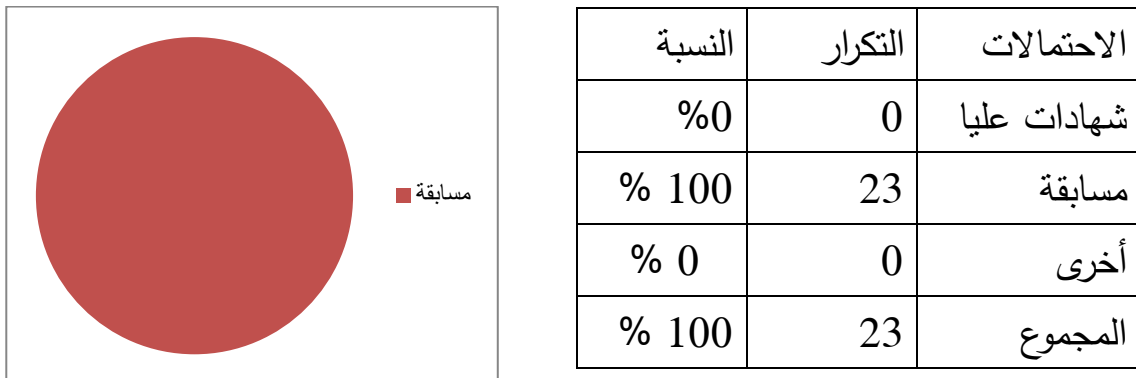 الاحتمالات التكرار النسبة
شهادات عليا 0 0%
مسابقة 23 100 %
أخرى 0 0 %
المجموع 23 100 %
مسابقة